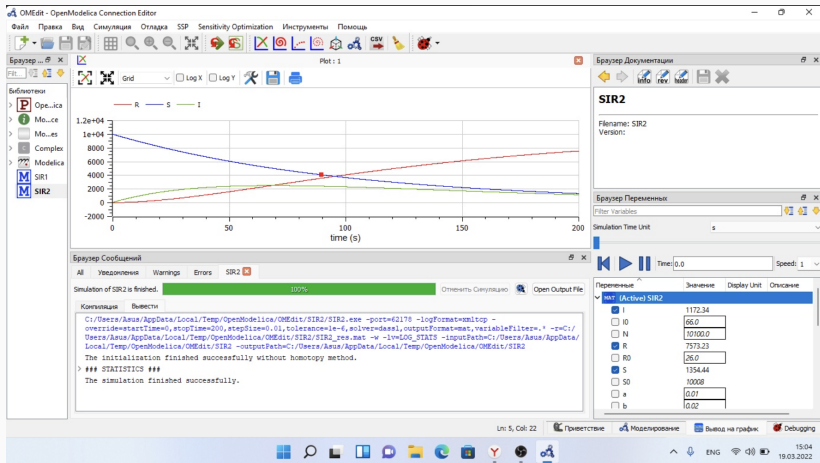 OMEdit - OpenModelica Connection Editor
Файл Правка Вид Симуляция Отладка SSP Sensitivity Optimization Инструменты Помощь
Браузер ...
Filt...
Библиотеки
Ope...ica
Mo...ce
Mo...es
Complex
Modelica
SIR1
SIR2
Plot : 1
Grid Log X Log Y
R S I
1.2e+04
1e+04
8000
6000
4000
2000
0
-2000
0 50 100 150 200
time (s)
Браузер Сообщений
All Уведомления Warnings Errors SIR2
Simulation of SIR2 is finished. 100% Отменить Симуляцию Open Output File
Компиляция Вывести
C:/Users/Asus/AppData/Local/Temp/OpenModelica/OMEdit/SIR2/SIR2.exe -port=62178 -logFormat=xmltcp -
override=startTime=0,stopTime=200,stepSize=0.01,tolerance=1e-6,solver=dassl,outputFormat=mat,variableFilter=.* -r=C:/
Users/Asus/AppData/Local/Temp/OpenModelica/OMEdit/SIR2/SIR2_res.mat -w -lv=LOG_STATS -inputPath=C:/Users/Asus/AppData/
Local/Temp/OpenModelica/OMEdit/SIR2 -outputPath=C:/Users/Asus/AppData/Local/Temp/OpenModelica/OMEdit/SIR2
The initialization finished successfully without homotopy method.
### STATISTICS ###
The simulation finished successfully.
Браузер Документации
SIR2
Filename: SIR2
Version:
Браузер Переменных
Filter Variables
Simulation Time Unit s
Time: 0.0 Speed: 1
Переменные Значение Display Unit Описание
(Active) SIR2
I 1172.34
I0 66.0
N 10100.0
R 7573.23
R0 26.0
S 1354.44
S0 10008
a 0.01
b 0.02
Ln: 5, Col: 22 Приветствие Моделирование Вывод на график Debugging
ENG
15:04
19.03.2022